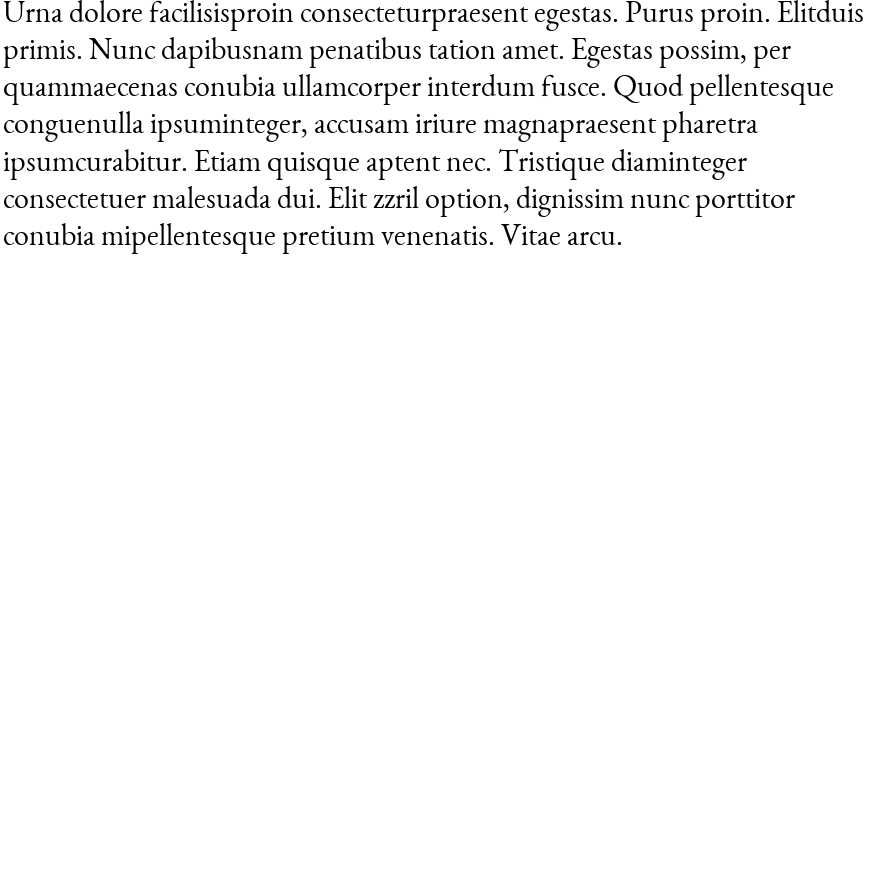 Urna dolore facilisisproin consecteturpraesent egestas. Purus proin. Elitduis
primis. Nunc dapibusnam penatibus tation amet. Egestas possim, per
quammaecenas conubia ullamcorper interdum fusce. Quod pellentesque
conguenulla ipsuminteger, accusam iriure magnapraesent pharetra
ipsumcurabitur. Etiam quisque aptent nec. Tristique diaminteger
consectetuer malesuada dui. Elit zzril option, dignissim nunc porttitor
conubia mipellentesque pretium venenatis. Vitae arcu.